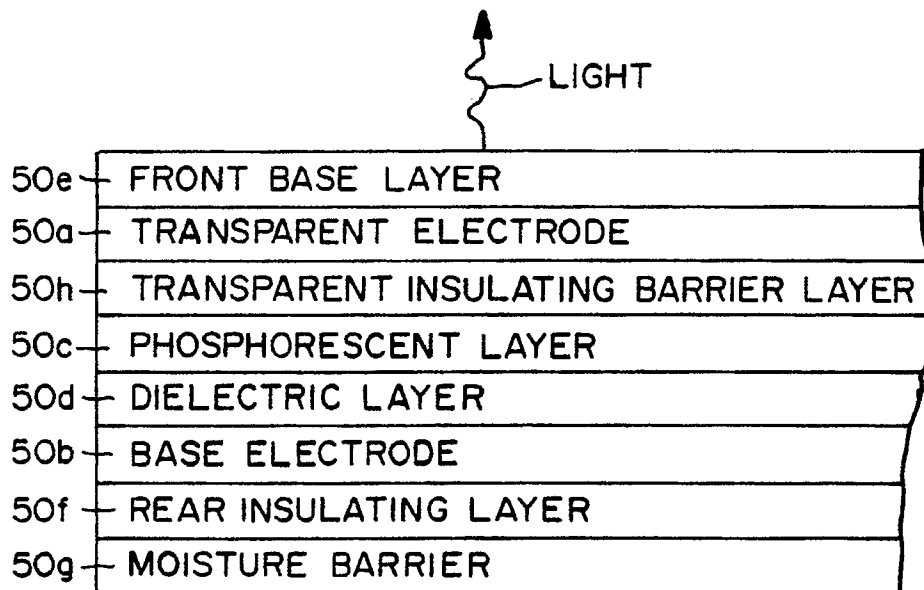 LIGHT
50e FRONT BASE LAYER
50a TRANSPARENT ELECTRODE
50h TRANSPARENT INSULATING BARRIER LAYER
50c PHOSPHORESCENT LAYER
50d DIELECTRIC LAYER
50b BASE ELECTRODE
50f REAR INSULATING LAYER
50g MOISTURE BARRIER